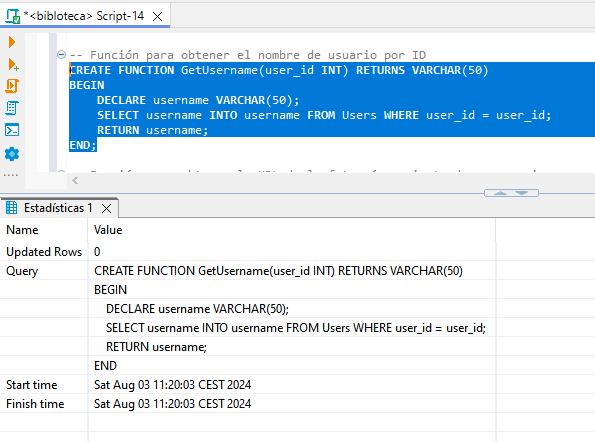 *<bibloteca> Script-14
-- Función para obtener el nombre de usuario por ID
CREATE FUNCTION GetUsername(user_id INT) RETURNS VARCHAR(50)
BEGIN
DECLARE username VARCHAR(50);
SELECT username INTO username FROM Users WHERE user_id = user_id;
RETURN username;
END;
Estadísticas 1
Name Value
Updated Rows 0
Query CREATE FUNCTION GetUsername(user_id INT) RETURNS VARCHAR(50)
BEGIN
DECLARE username VARCHAR(50);
SELECT username INTO username FROM Users WHERE user_id = user_id;
RETURN username;
END
Start time Sat Aug 03 11:20:03 CEST 2024
Finish time Sat Aug 03 11:20:03 CEST 2024